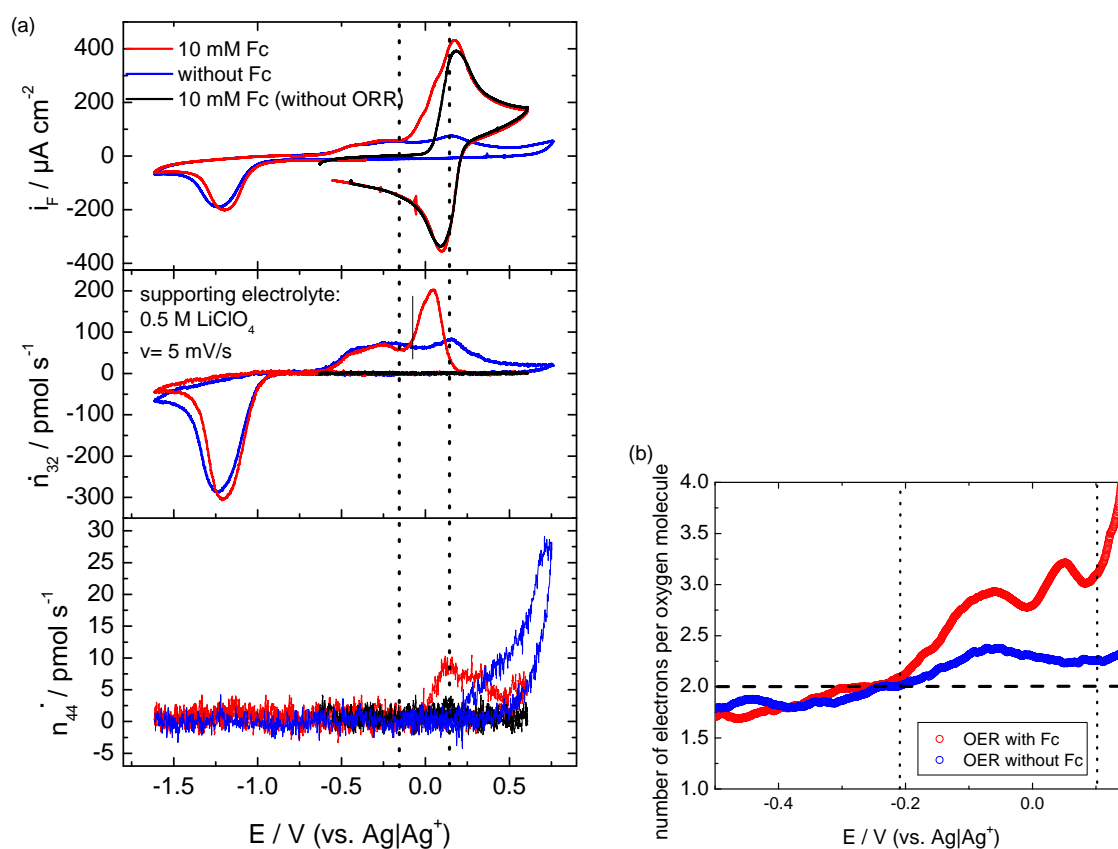 (a)
10 mM Fc
without Fc
10 mM Fc (without ORR)
i_F / µA cm⁻²
400
200
0
-200
-400
supporting electrolyte:
0.5 M LiClO₄
v= 5 mV/s
ṅ₃₂ / pmol s⁻¹
200
100
0
-100
-200
-300
n₄₄˙ / pmol s⁻¹
30
25
20
15
10
5
0
-5
-1.5 -1.0 -0.5 0.0 0.5
E / V (vs. Ag|Ag⁺)
(b)
number of electrons per oxygen molecule
4.0
3.5
3.0
2.5
2.0
1.5
1.0
OER with Fc
OER without Fc
-0.4 -0.2 0.0
E / V (vs. Ag|Ag⁺)